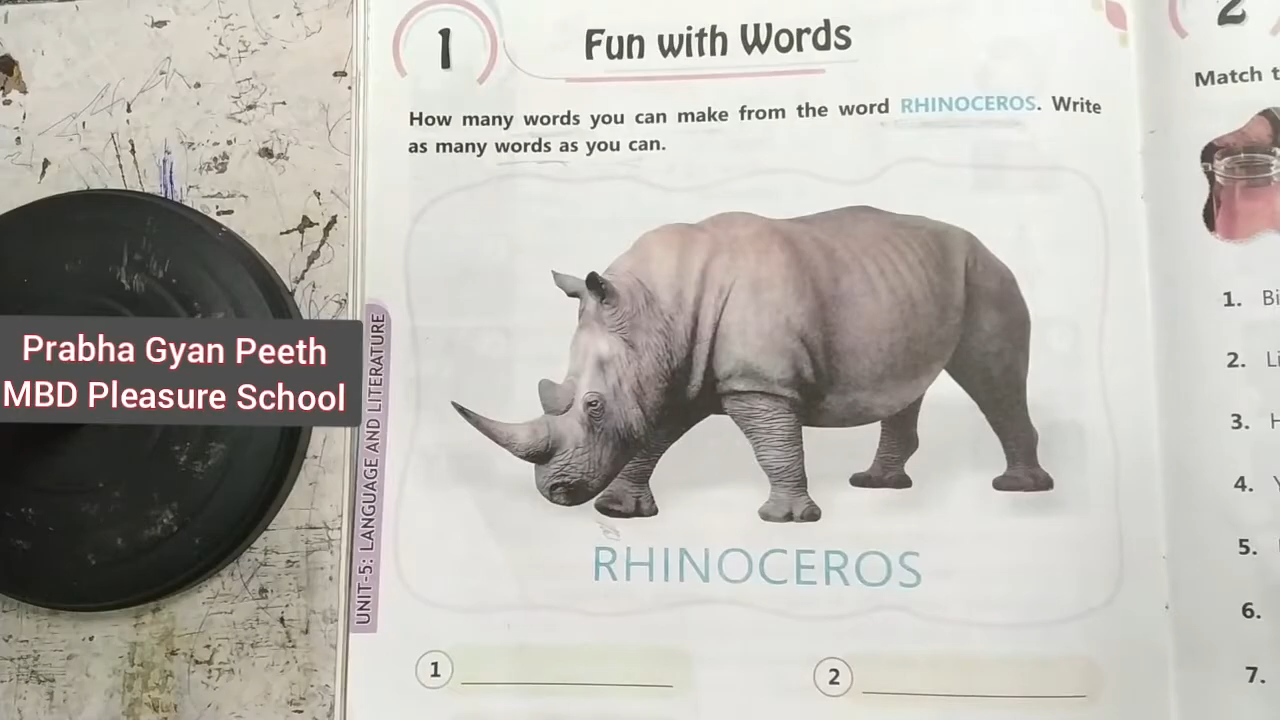 1
Fun with Words
How many words you can make from the word RHINOCEROS. Write
as many words as you can.
RHINOCEROS
1
2
UNIT-5: LANGUAGE AND LITERATURE
Prabha Gyan Peeth
MBD Pleasure School
2
Match
1.
2.
3.
4.
5.
6.
7.